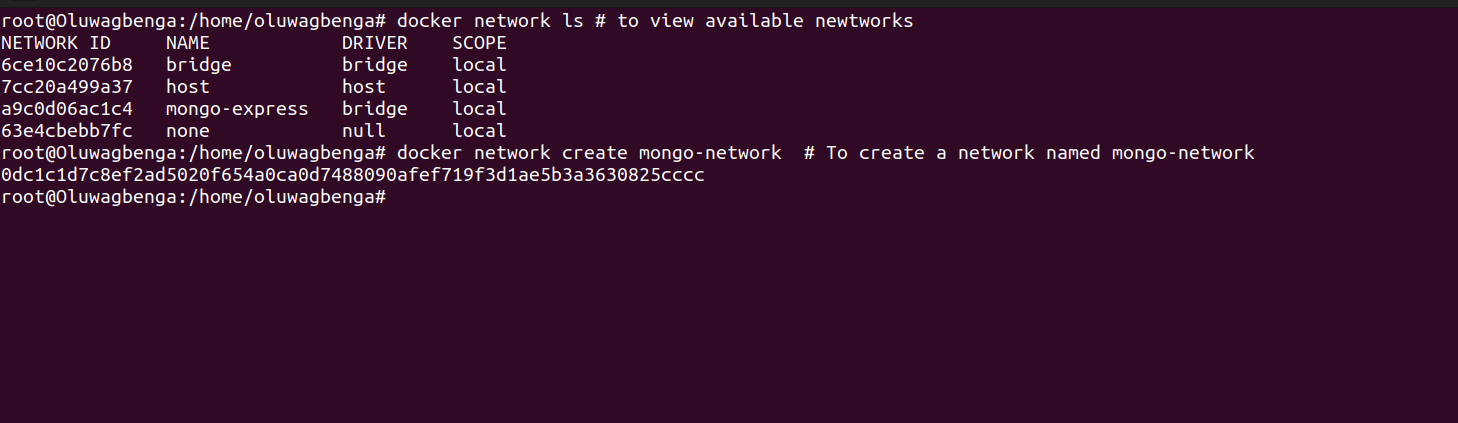 root@Oluwagbenga:/home/oluwagbenga# docker network ls # to view available newtworks
NETWORK ID     NAME            DRIVER    SCOPE
6ce10c2076b8   bridge          bridge    local
7cc20a499a37   host            host      local
a9c0d06ac1c4   mongo-express   bridge    local
63e4cbebb7fc   none            null      local
root@Oluwagbenga:/home/oluwagbenga# docker network create mongo-network  # To create a network named mongo-network
0dc1c1d7c8ef2ad5020f654a0ca0d7488090afef719f3d1ae5b3a3630825cccc
root@Oluwagbenga:/home/oluwagbenga#